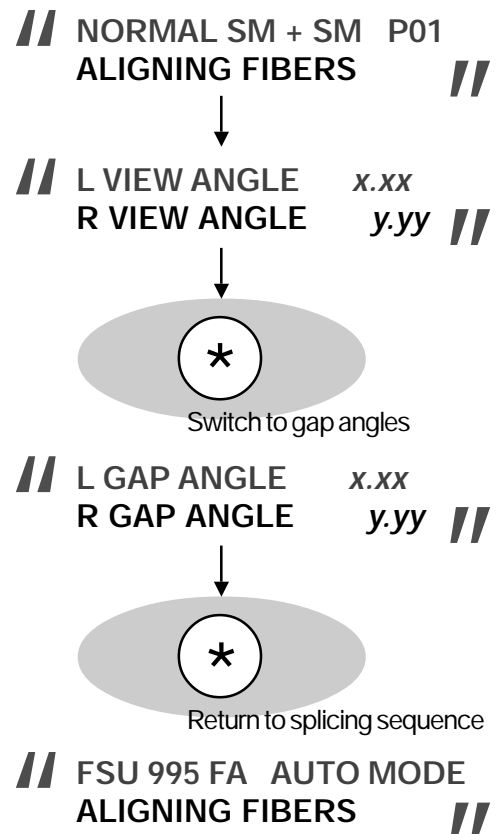 " NORMAL SM + SM P01
ALIGNING FIBERS "
" L VIEW ANGLE x.xx
R VIEW ANGLE y.yy "
*
Switch to gap angles
" L GAP ANGLE x.xx
R GAP ANGLE y.yy "
*
Return to splicing sequence
" FSU 995 FA AUTO MODE
ALIGNING FIBERS "